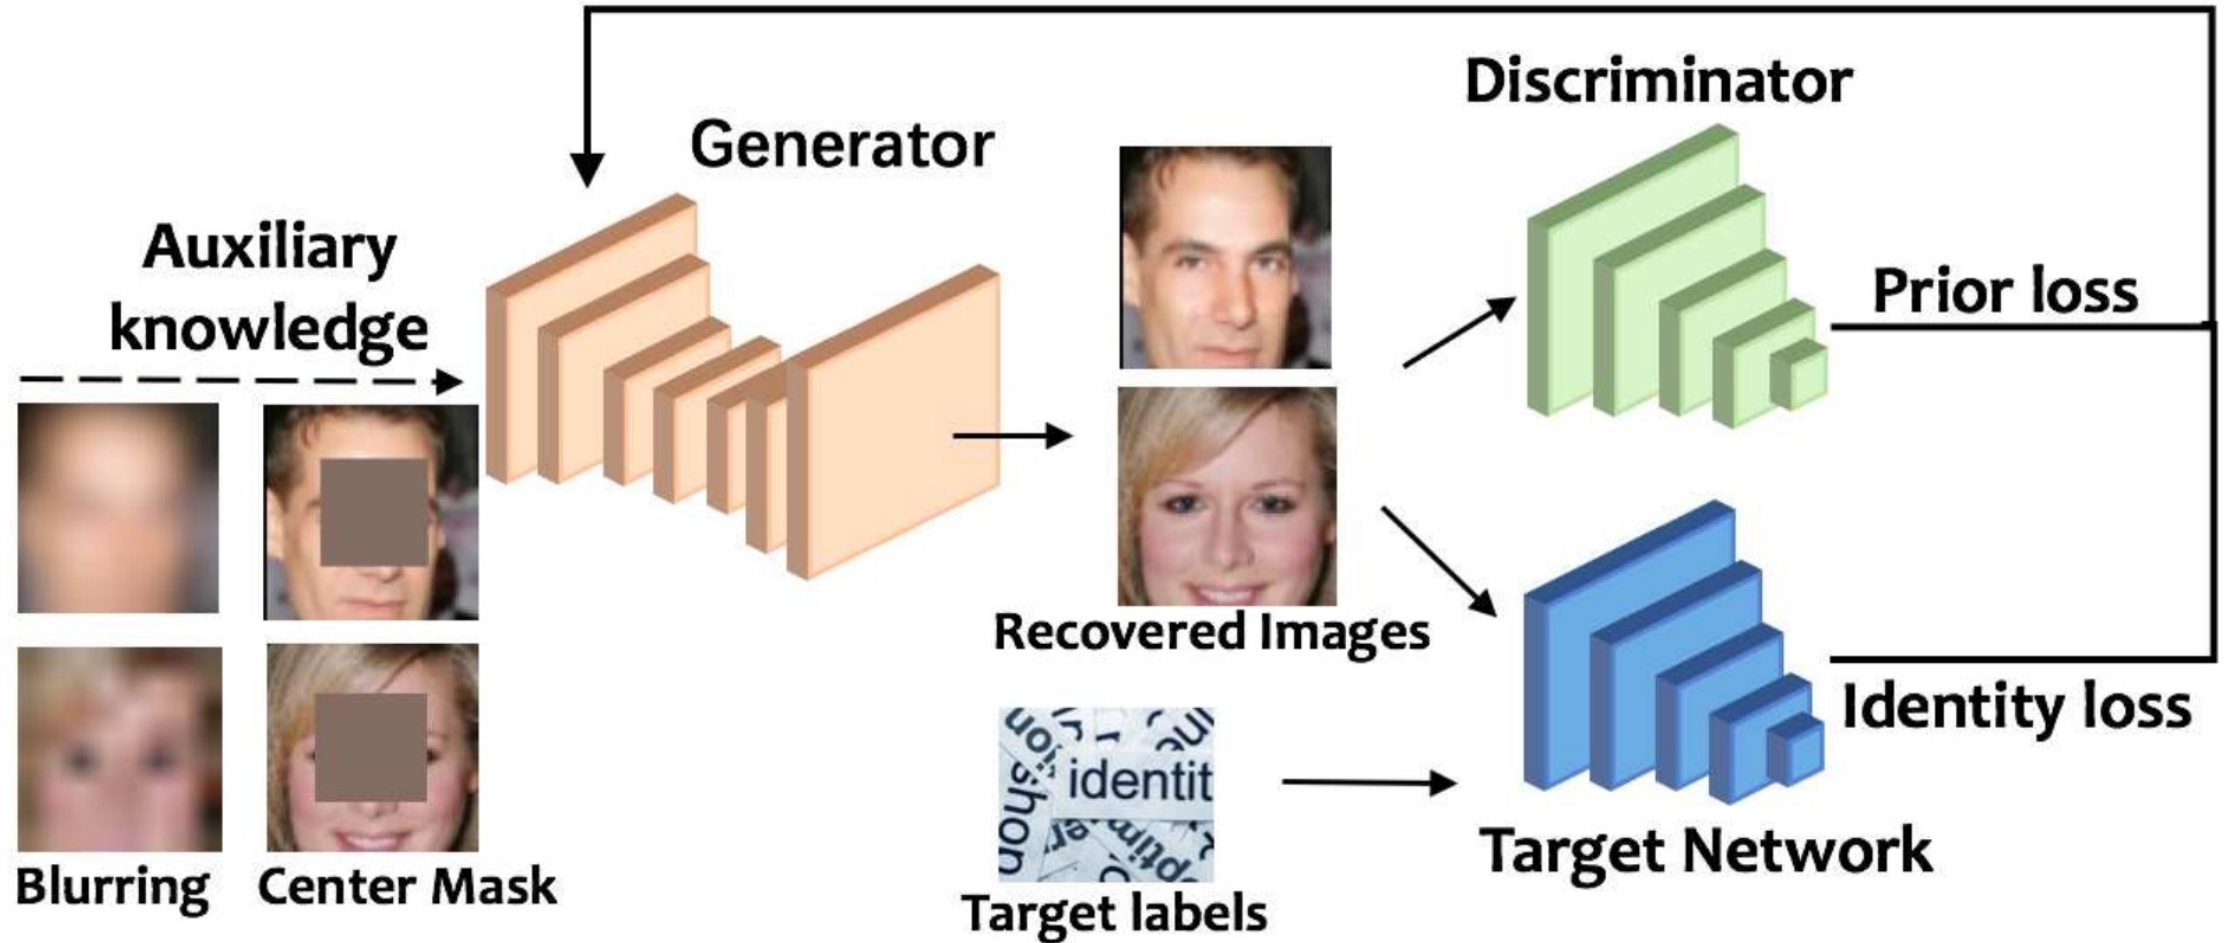 Discriminator
Generator
Auxiliary
knowledge
Prior loss
Recovered Images
Identity loss
identit
Target Network
Blurring
Center Mask
Target labels